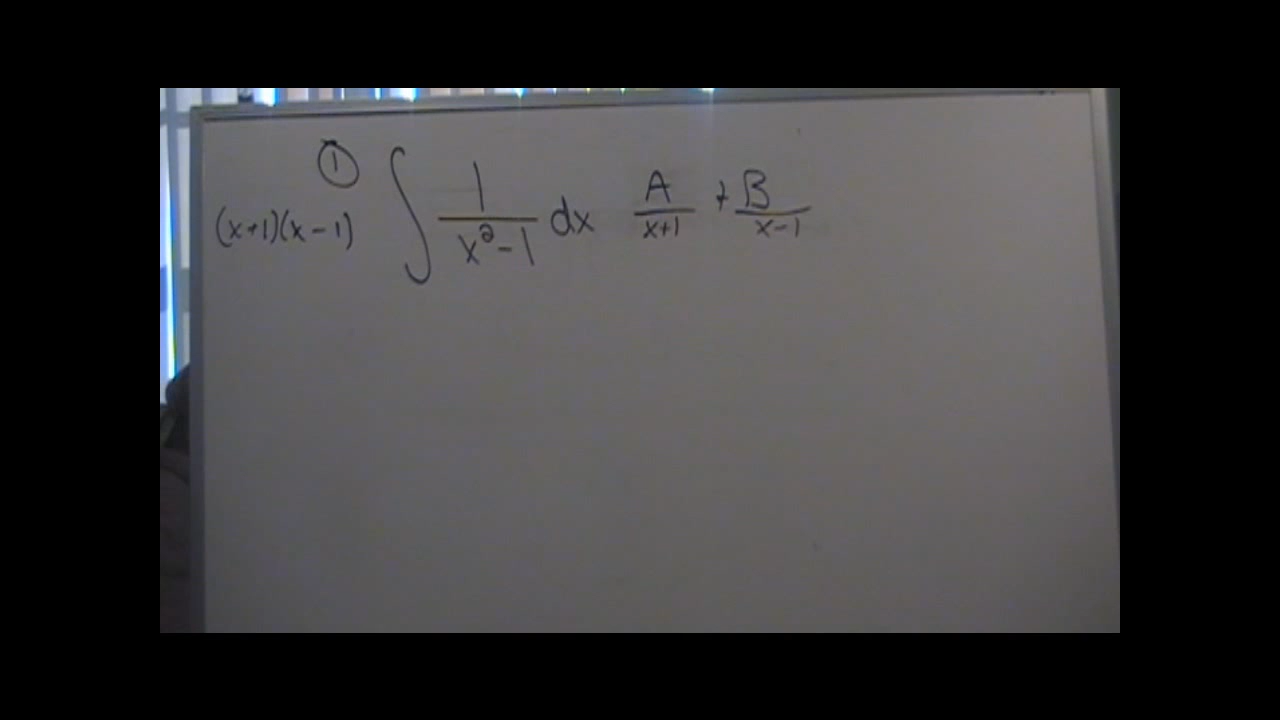 ①
(x+1)(x-1) ∫ 1/(x²-1) dx A/(x+1) + B/(x-1)